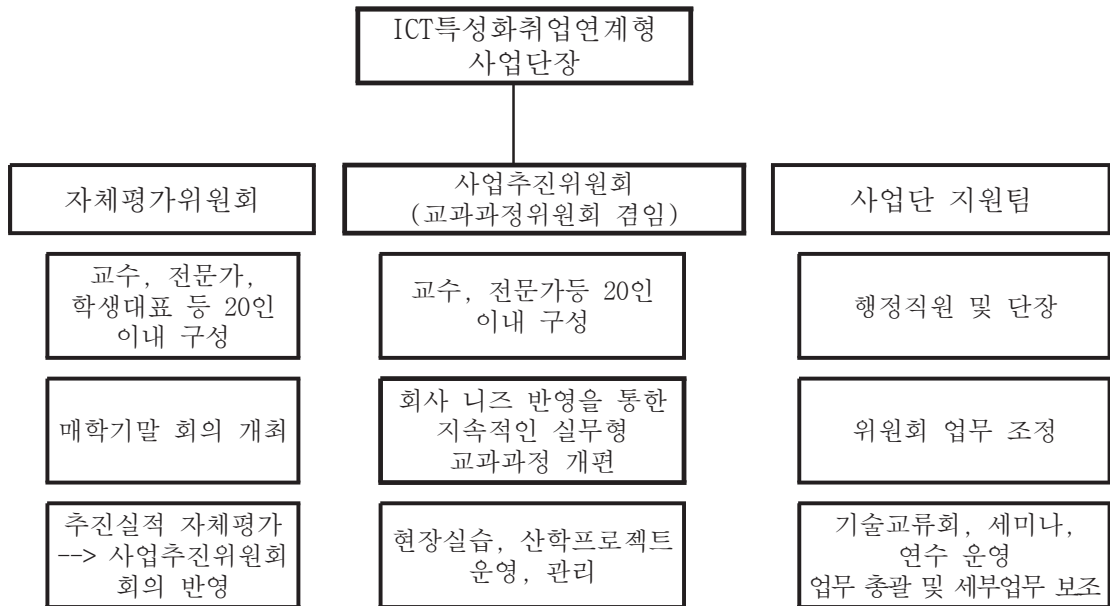 ICT특성화취업연계형
사업단장
자체평가위원회
사업추진위원회
(교과과정위원회 겸임)
사업단 지원팀
교수, 전문가,
학생대표 등 20인
이내 구성
교수, 전문가등 20인
이내 구성
행정직원 및 단장
매학기말 회의 개최
회사 니즈 반영을 통한
지속적인 실무형
교과과정 개편
위원회 업무 조정
추진실적 자체평가
--> 사업추진위원회
회의 반영
현장실습, 산학프로젝트
운영, 관리
기술교류회, 세미나,
연수 운영
업무 총괄 및 세부업무 보조